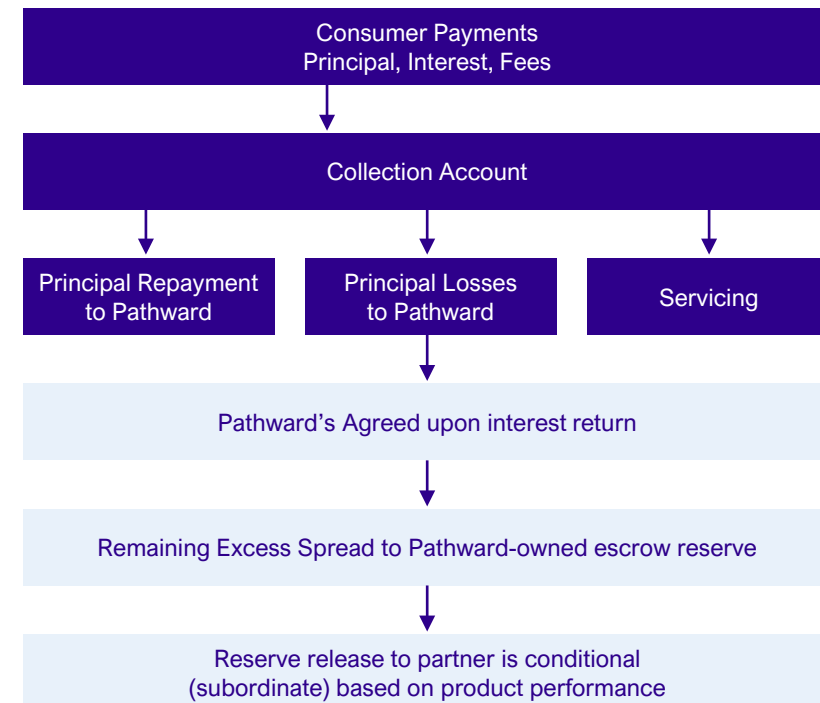 Consumer Payments
Principal, Interest, Fees
Collection Account
Principal Repayment
to Pathward
Principal Losses
to Pathward
Servicing
Pathward’s Agreed upon interest return
Remaining Excess Spread to Pathward-owned escrow reserve
Reserve release to partner is conditional
(subordinate) based on product performance